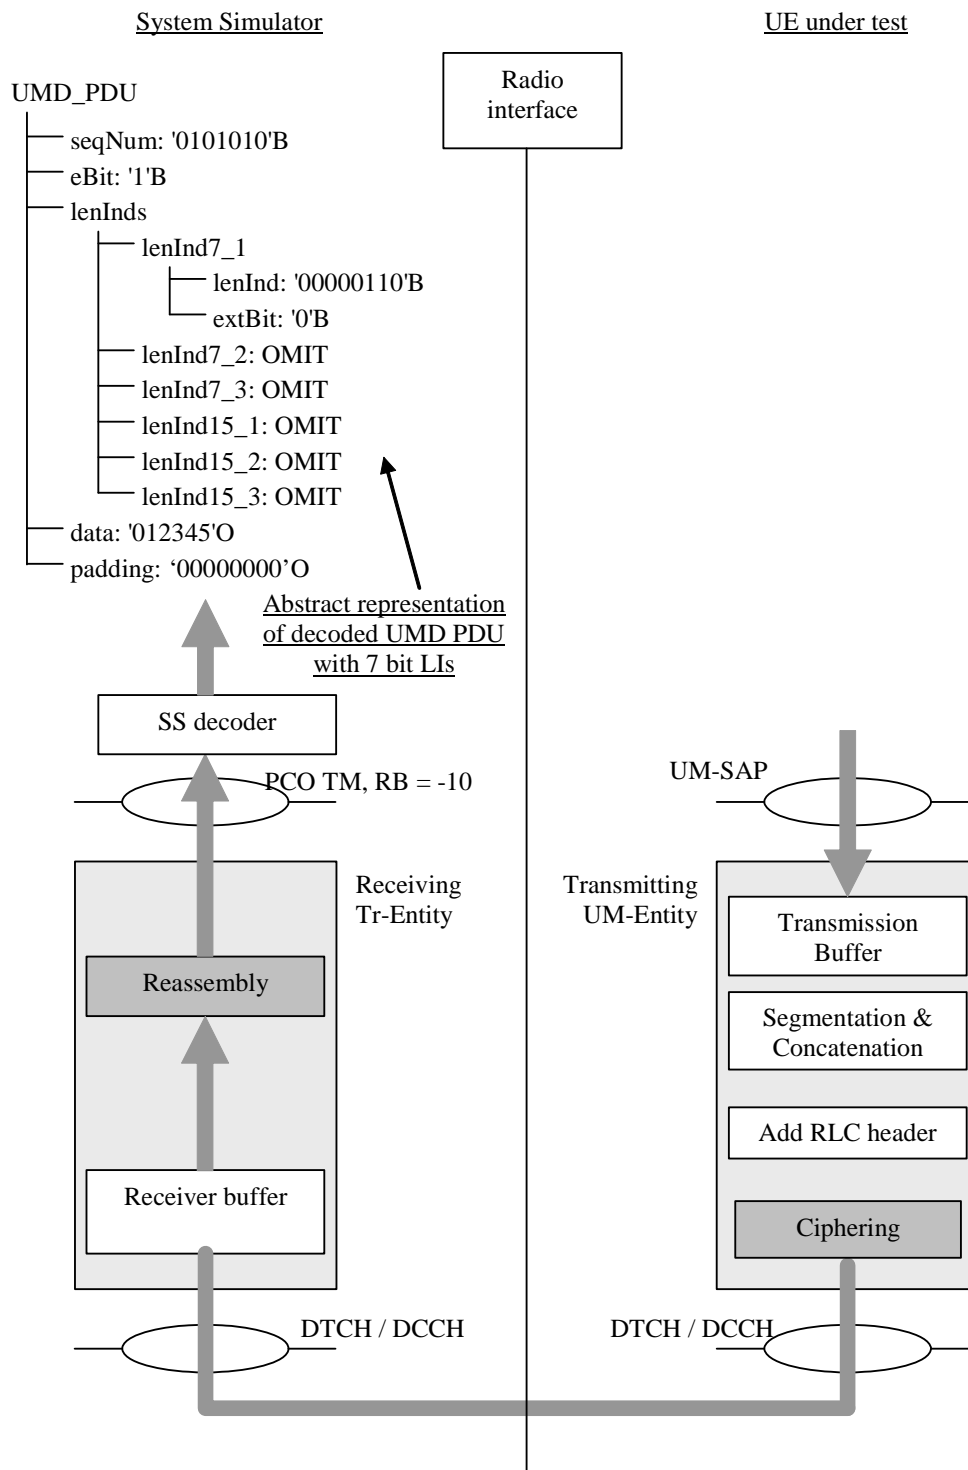 System Simulator
UE under test
Radio
interface
UMD_PDU
seqNum: '0101010'B
eBit: '1'B
lenInds
lenInd7_1
lenInd: '00000110'B
extBit: '0'B
lenInd7_2: OMIT
lenInd7_3: OMIT
lenInd15_1: OMIT
lenInd15_2: OMIT
lenInd15_3: OMIT
data: '012345'O
padding: ‘00000000’O
Abstract representation
of decoded UMD PDU
with 7 bit LIs
SS decoder
PCO TM, RB = -10
UM-SAP
Receiving
Tr-Entity
Transmitting
UM-Entity
Transmission
Buffer
Reassembly
Segmentation &
Concatenation
Add RLC header
Receiver buffer
Ciphering
DTCH / DCCH
DTCH / DCCH